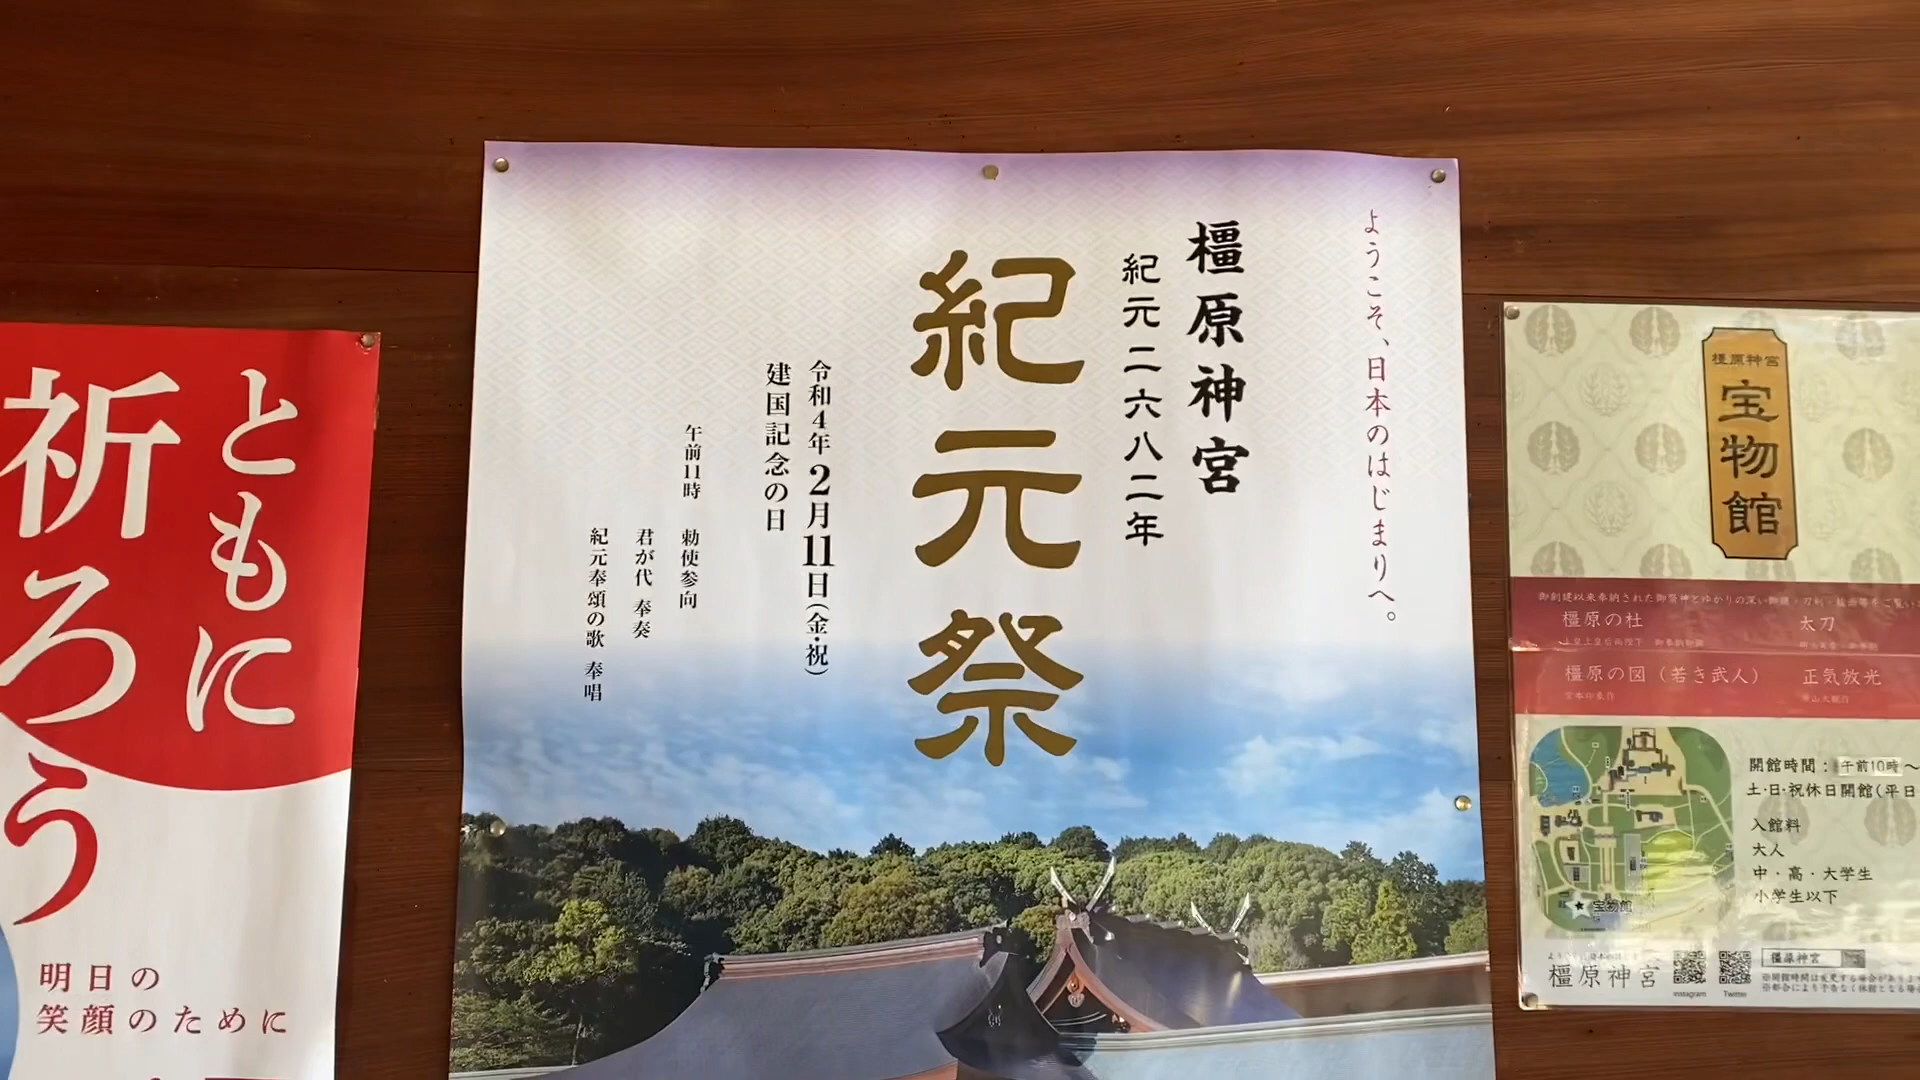 ともに
祈ろう
明日の
笑顔のために
ようこそ、日本のはじまりへ。
橿原神宮
紀元二六八二年
紀元祭
令和4年2月11日(金・祝)
建国記念の日
午前11時 勅使参向
君が代 奉奏
紀元奉頌の歌 奉唱
橿原神宮
宝物館
橿原の杜
太刀
橿原の図(若き武人)
正気放光
開館時間:午前10時〜
土・日・祝休日開館(平日
入館料
大人
中・高・大学生
小学生以下
宝物館
橿原神宮
Instagram
Twitter
橿原神宮